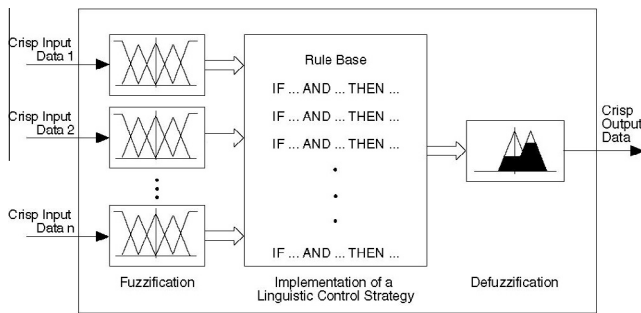 Crisp Input
Data 1
Crisp Input
Data 2
Crisp Input
Data n
Fuzzification
Rule Base
IF ... AND ... THEN ...
IF ... AND ... THEN ...
IF ... AND ... THEN ...
IF ... AND ... THEN ...
Implementation of a
Linguistic Control Strategy
Defuzzification
Crisp
Output
Data